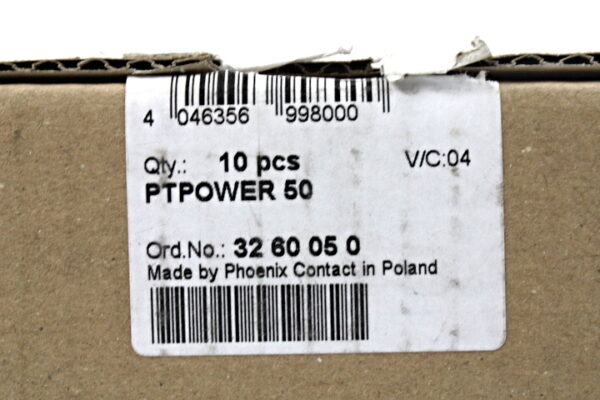 4 046356 998000
Qty.: 10 pcs V/C:04
PTPOWER 50
Ord.No.: 32 60 05 0
Made by Phoenix Contact in Poland